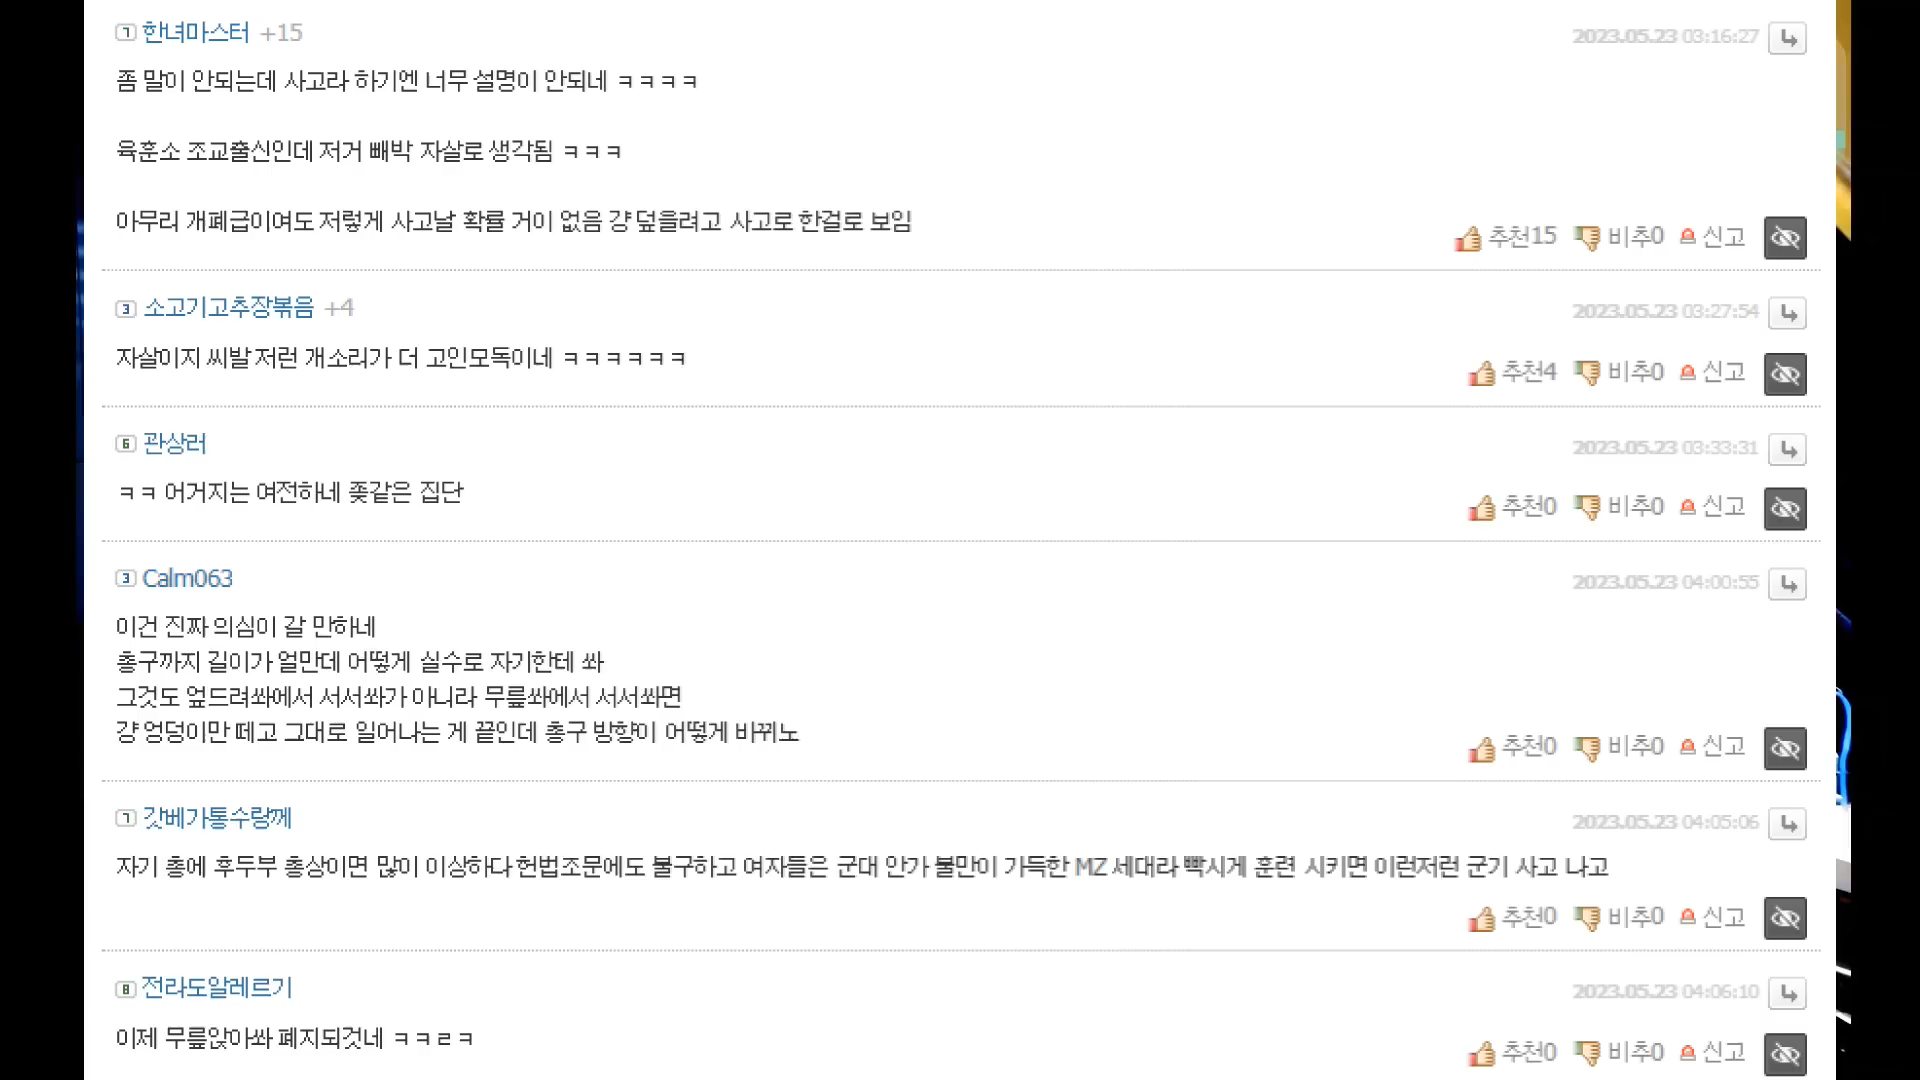 7 한녀마스터 +15 2023.05.23 03:16:27
좀 말이 안되는데 사고라 하기엔 너무 설명이 안되네 ㅋㅋㅋㅋ
육훈소 조교출신인데 저거 빼박 자살로 생각됨 ㅋㅋㅋ
아무리 개폐급이여도 저렇게 사고날 확률 거이 없음 걍 덮을려고 사고로 한걸로 보임
추천15 비추0 신고
3 소고기고추장볶음 +4 2023.05.23 03:27:54
자살이지 씨발 저런 개소리가 더 고인모독이네 ㅋㅋㅋㅋㅋㅋ
추천4 비추0 신고
6 관상러 2023.05.23 03:33:31
ㅋㅋ 어거지는 여전하네 좆같은 집단
추천0 비추0 신고
3 Calm063 2023.05.23 04:00:55
이건 진짜 의심이 갈 만하네
총구까지 길이가 얼만데 어떻게 실수로 자기한테 쏴
그것도 엎드려쏴에서 서서쏴가 아니라 무릎쏴에서 서서쏴면
걍 엉덩이만 떼고 그대로 일어나는 게 끝인데 총구 방향이 어떻게 바뀌노
추천0 비추0 신고
7 갓베가통수랑께 2023.05.23 04:05:06
자기 총에 후두부 총상이면 많이 이상하다 헌법조문에도 불구하고 여자들은 군대 안가 불만이 가득한 MZ 세대라 빡시게 훈련 시키면 이런저런 군기 사고 나고
추천0 비추0 신고
8 전라도알레르기 2023.05.23 04:06:10
이제 무릎앉아쏴 폐지되것네 ㅋㅋㄹㅋ
추천0 비추0 신고